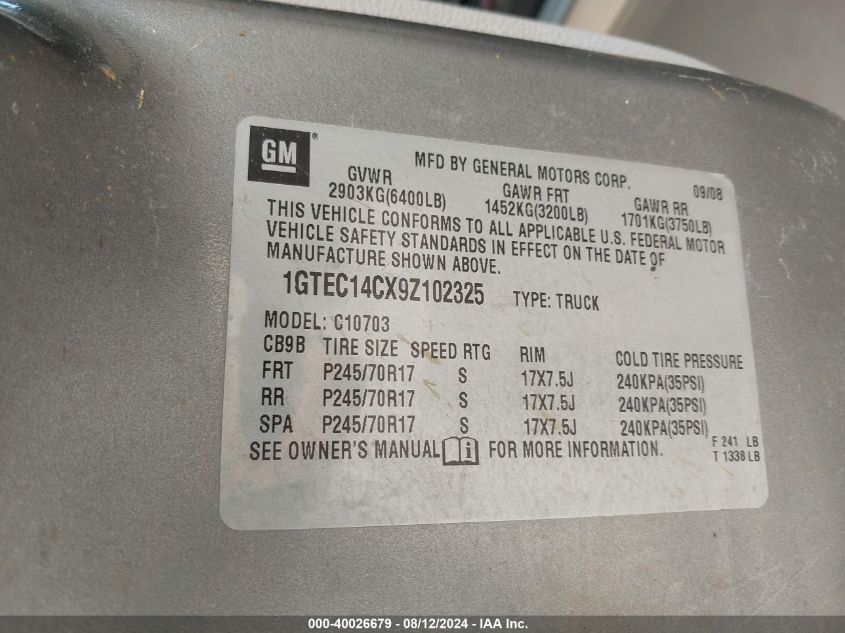 GM ®
MFD BY GENERAL MOTORS CORP. 09/08
GVWR GAWR FRT GAWR RR
2903KG(6400LB) 1452KG(3200LB) 1701KG(3750LB)
THIS VEHICLE CONFORMS TO ALL APPLICABLE U.S. FEDERAL MOTOR
VEHICLE SAFETY STANDARDS IN EFFECT ON THE DATE OF
MANUFACTURE SHOWN ABOVE.
1GTEC14CX9Z102325 TYPE: TRUCK
MODEL: C10703
CB9B TIRE SIZE SPEED RTG RIM COLD TIRE PRESSURE
FRT P245/70R17 S 17X7.5J 240KPA(35PSI)
RR P245/70R17 S 17X7.5J 240KPA(35PSI)
SPA P245/70R17 S 17X7.5J 240KPA(35PSI)
SEE OWNER'S MANUAL i FOR MORE INFORMATION.
F 241 LB
T 1338 LB
000-40026679 - 08/12/2024 - IAA Inc.